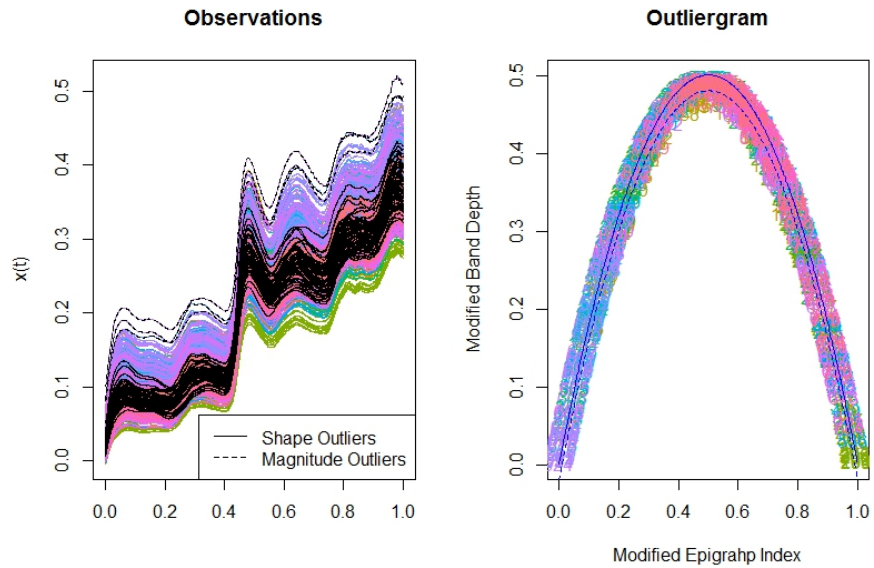 Observations
x(t)
0.5
0.4
0.3
0.2
0.1
0.0
Shape Outliers
Magnitude Outliers
0.0 0.2 0.4 0.6 0.8 1.0
Outliergram
Modified Band Depth
0.5
0.4
0.3
0.2
0.1
0.0
0.0 0.2 0.4 0.6 0.8 1.0
Modified Epigrahp Index